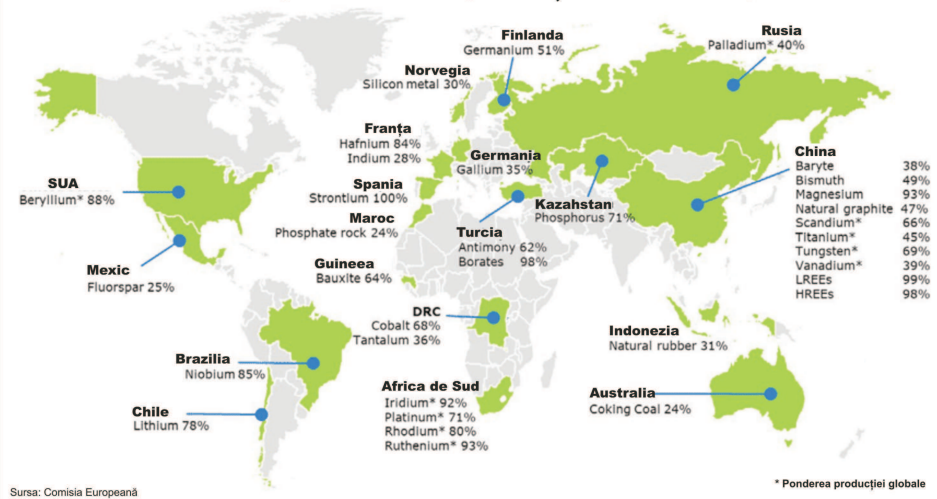 Finlanda
Germanium 51%
Rusia
Palladium* 40%
Norvegia
Silicon metal 30%
Franța
Hafnium 84%
Indium 28%
Germania
Gallium 35%
China
Baryte 38%
Bismuth 49%
Magnesium 93%
Natural graphite 47%
Scandium* 66%
Titanium* 45%
Tungsten* 69%
Vanadium* 39%
LREEs 99%
HREEs 98%
SUA
Beryllium* 88%
Spania
Strontium 100%
Kazahstan
Phosphorus 71%
Maroc
Phosphate rock 24%
Turcia
Antimony 62%
Borates 98%
Mexic
Fluorspar 25%
Guineea
Bauxite 64%
DRC
Cobalt 68%
Tantalum 36%
Indonezia
Natural rubber 31%
Brazilia
Niobium 85%
Africa de Sud
Iridium* 92%
Platinum* 71%
Rhodium* 80%
Ruthenium* 93%
Australia
Coking Coal 24%
Chile
Lithium 78%
Sursa: Comisia Europeană
* Ponderea producției globale